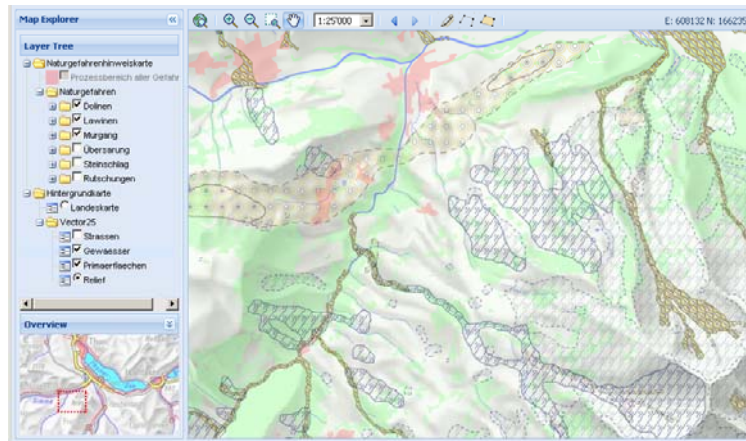 Map Explorer
1:25'000
E: 608132 N: 166235
Layer Tree
Naturgefahrenhinweiskarte
Prozessbereich aller Gefahr
Naturgefahren
Dolinen
Lawinen
Murgang
Übersarung
Steinschlag
Rutschungen
Hintergrundkarte
Landeskarte
Vector25
Strassen
Gewaesser
Primaerflaechen
Relief
Overview